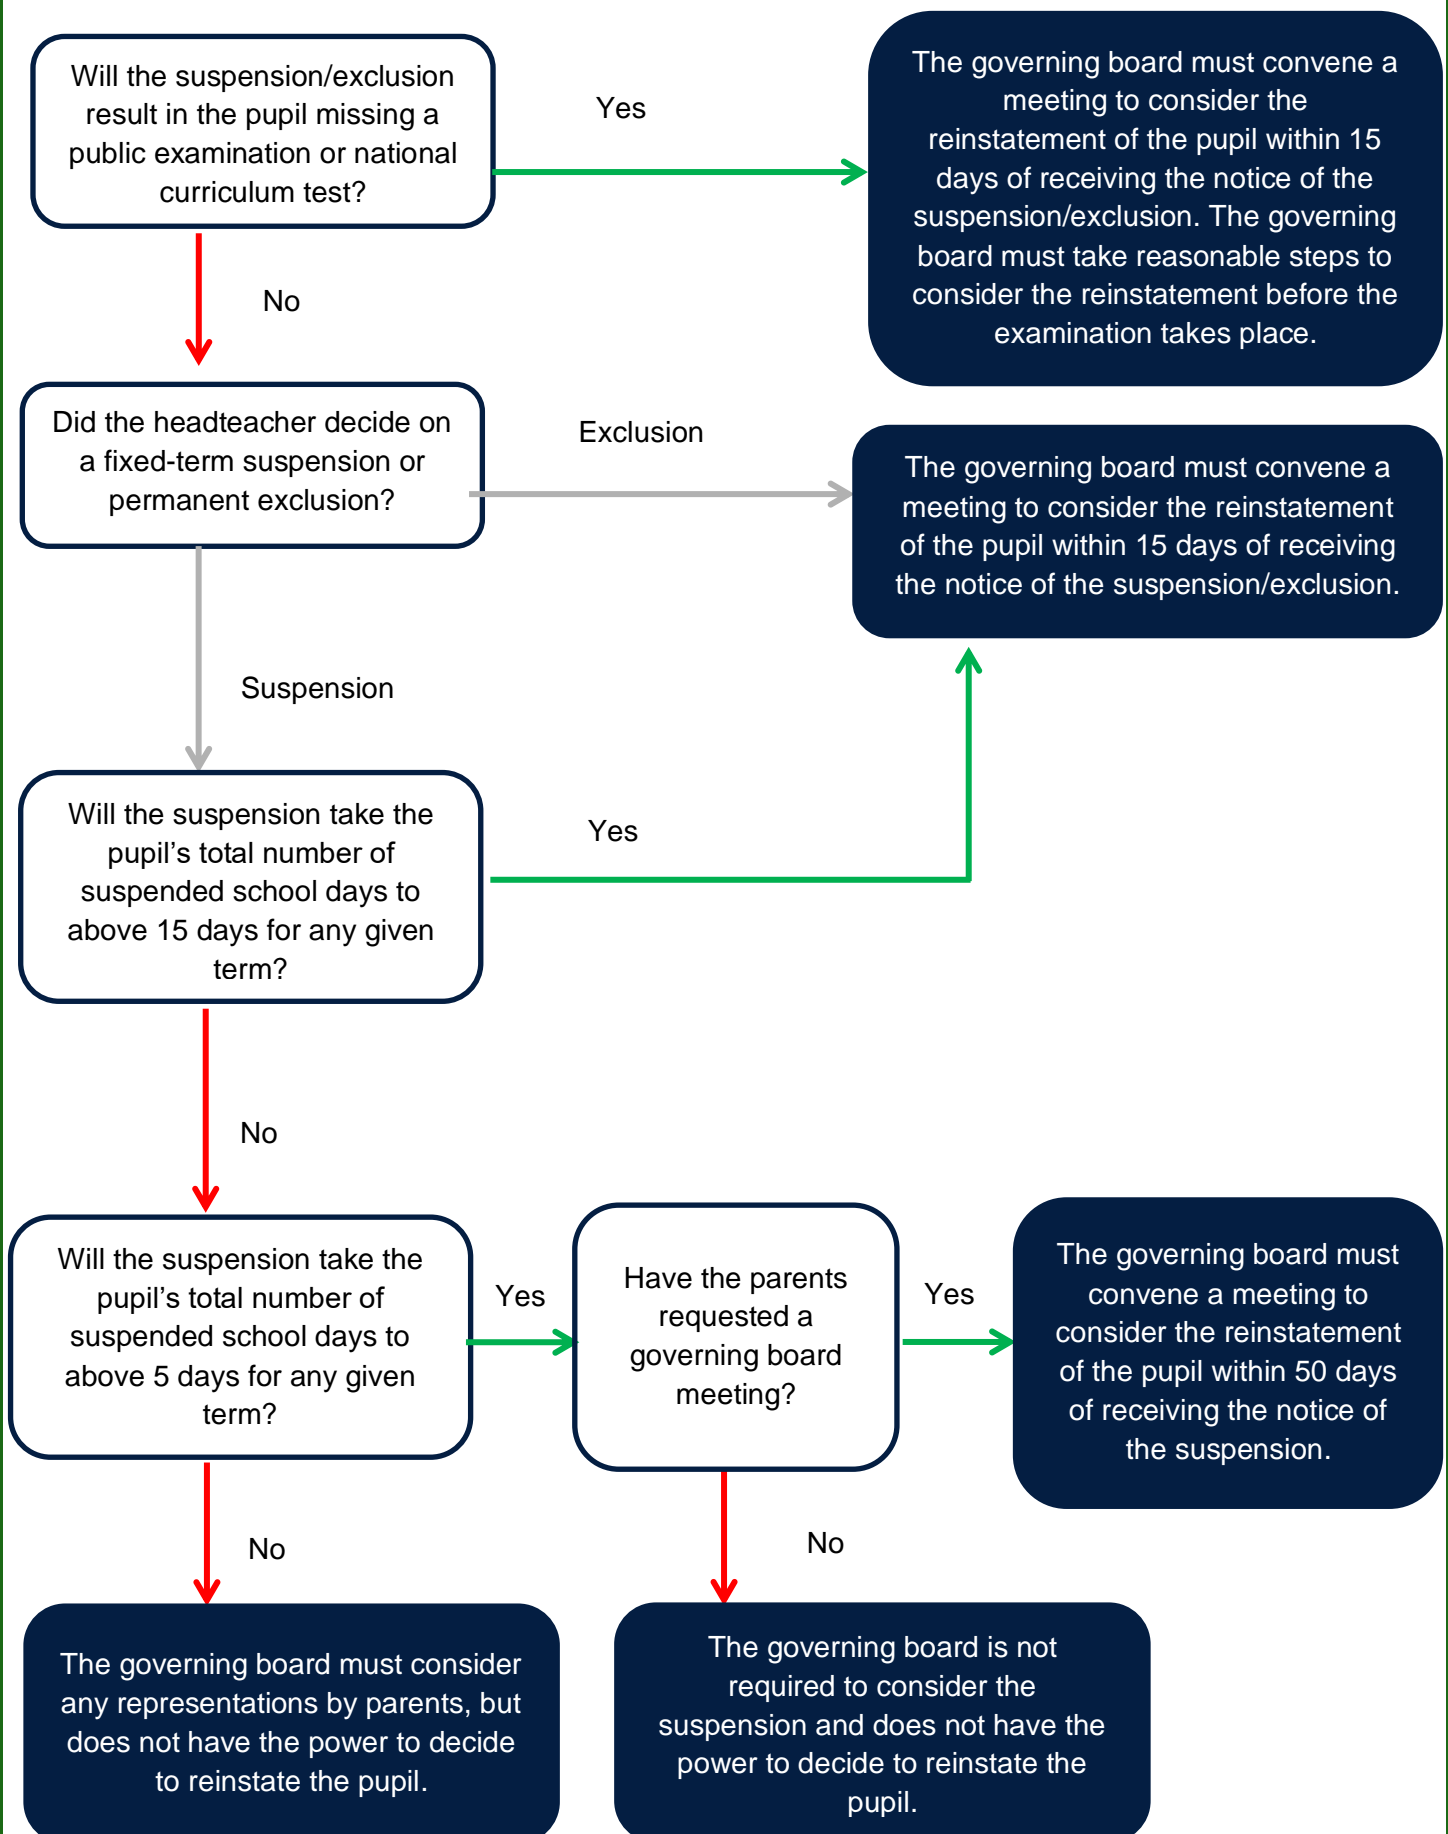 Will the suspension/exclusion
result in the pupil missing a
public examination or national
curriculum test?
Yes
The governing board must convene a
meeting to consider the
reinstatement of the pupil within 15
days of receiving the notice of the
suspension/exclusion. The governing
board must take reasonable steps to
consider the reinstatement before the
examination takes place.
No
Did the headteacher decide on
a fixed-term suspension or
permanent exclusion?
Exclusion
The governing board must convene a
meeting to consider the reinstatement
of the pupil within 15 days of receiving
the notice of the suspension/exclusion.
Suspension
Will the suspension take the
pupil’s total number of
suspended school days to
above 15 days for any given
term?
Yes
No
Will the suspension take the
pupil’s total number of
suspended school days to
above 5 days for any given
term?
Yes
Have the parents
requested a
governing board
meeting?
Yes
The governing board must
convene a meeting to
consider the reinstatement
of the pupil within 50 days
of receiving the notice of
the suspension.
No
No
The governing board must consider
any representations by parents, but
does not have the power to decide
to reinstate the pupil.
The governing board is not
required to consider the
suspension and does not have the
power to decide to reinstate the
pupil.